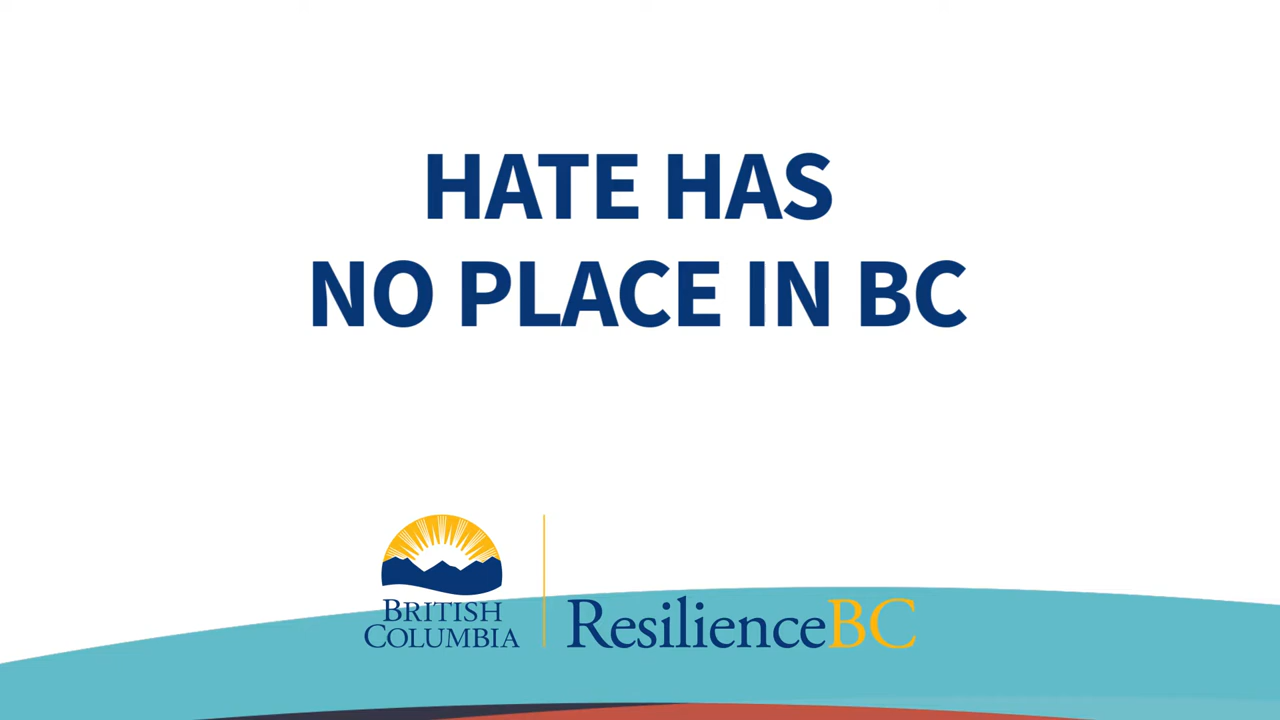 HATE HAS
NO PLACE IN BC
BRITISH
COLUMBIA
ResilienceBC